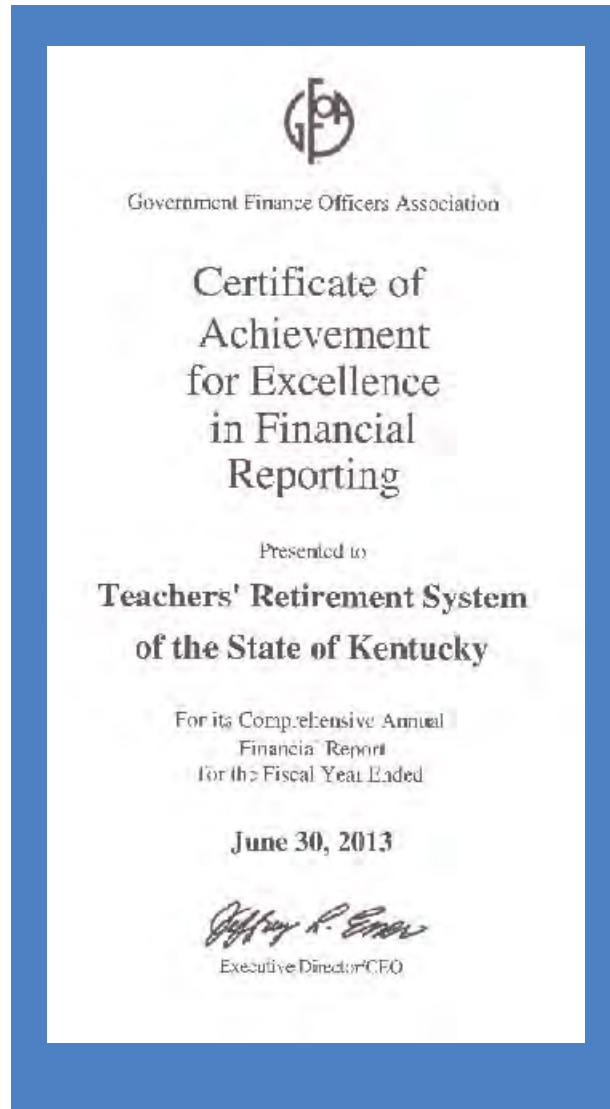 GFOA
Government Finance Officers Association
Certificate of
Achievement
for Excellence
in Financial
Reporting
Presented to
Teachers' Retirement System
of the State of Kentucky
For its Comprehensive Annual
Financial Report
for the Fiscal Year Ended
June 30, 2013
Jeffrey R. Ener
Executive Director/CEO